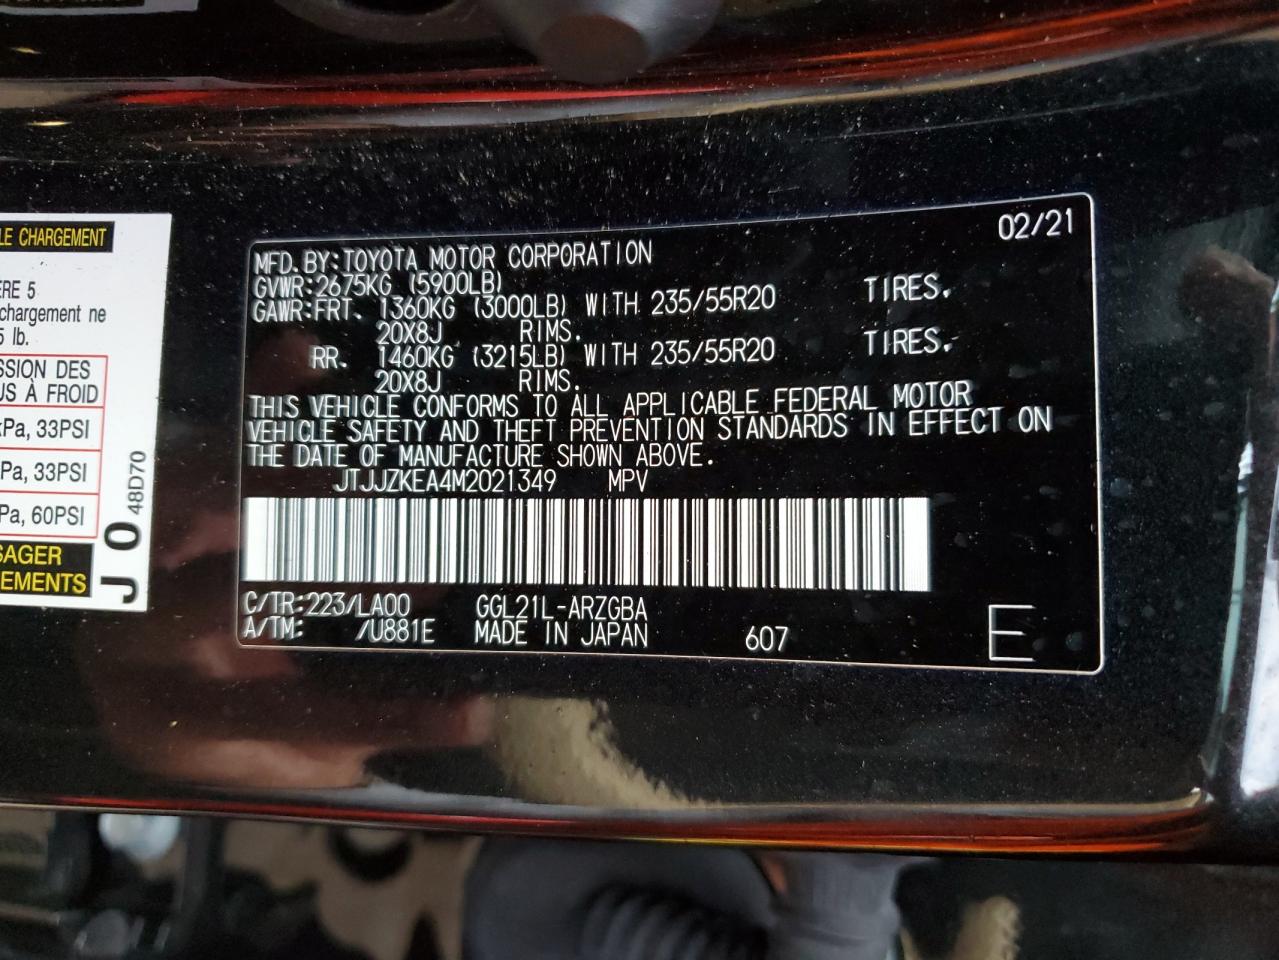 LE CHARGEMENT
ÈRE 5
chargement ne
5 lb.
SSION DES
US À FROID
kPa, 33PSI
Pa, 33PSI
Pa, 60PSI
SAGER
EMENTS
J O 48D70
02/21
MFD. BY: TOYOTA MOTOR CORPORATION
GVWR: 2675KG (5900LB)
GAWR: FRT. 1360KG (3000LB) WITH 235/55R20 TIRES.
20X8J RIMS.
RR. 1460KG (3215LB) WITH 235/55R20 TIRES.
20X8J RIMS.
THIS VEHICLE CONFORMS TO ALL APPLICABLE FEDERAL MOTOR
VEHICLE SAFETY AND THEFT PREVENTION STANDARDS IN EFFECT ON
THE DATE OF MANUFACTURE SHOWN ABOVE.
JTJJZKEA4M2021349 MPV
C/TR: 223/LA00 GGL21L-ARZGBA
A/TM: /U881E MADE IN JAPAN 607 E